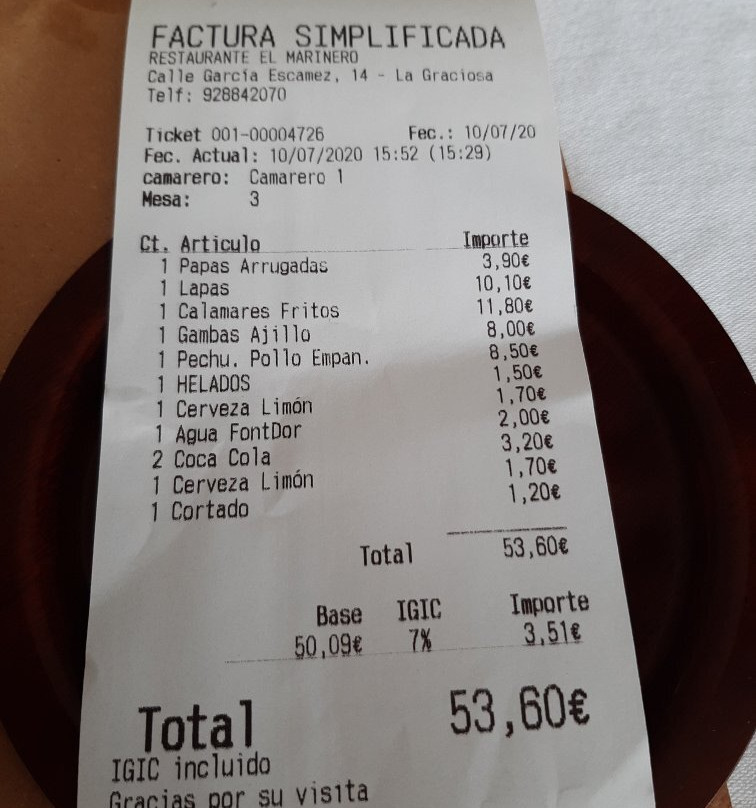 FACTURA SIMPLIFICADA
RESTAURANTE EL MARINERO
Calle García Escamez, 14 - La Graciosa
Telf: 928842070
Ticket 001-00004726 Fec.: 10/07/20
Fec. Actual: 10/07/2020 15:52 (15:29)
camarero: Camarero 1
Mesa: 3
Ct. Articulo Importe
1 Papas Arrugadas 3,90€
1 Lapas 10,10€
1 Calamares Fritos 11,80€
1 Gambas Ajillo 8,00€
1 Pechu. Pollo Empan. 8,50€
1 HELADOS 1,50€
1 Cerveza Limón 1,70€
1 Agua FontDor 2,00€
2 Coca Cola 3,20€
1 Cerveza Limón 1,70€
1 Cortado 1,20€
Total 53,60€
Base IGIC Importe
50,09€ 7% 3,51€
Total 53,60€
IGIC incluido
Gracias por su visita